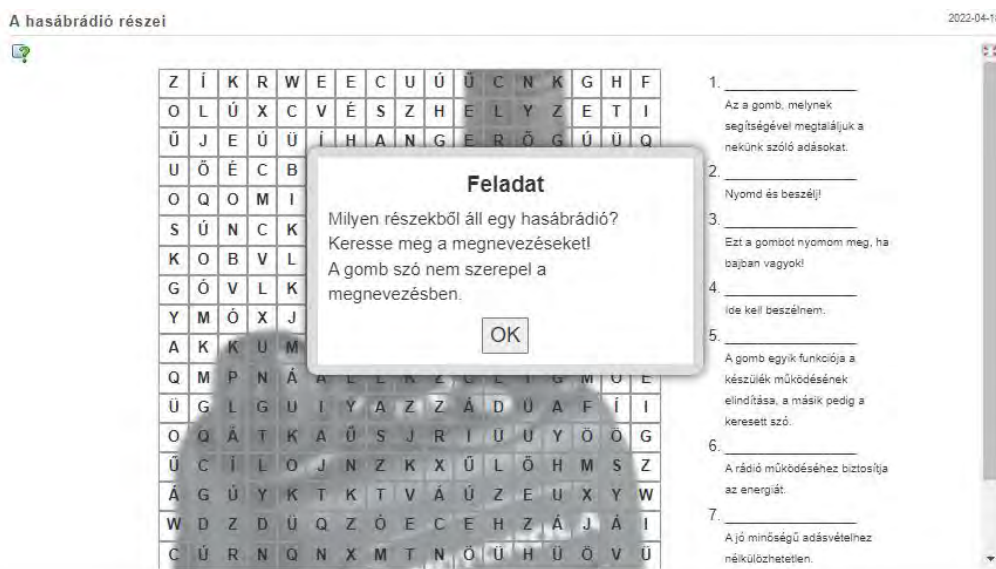 A hasábrádió részei
2022-04-1
Z Í K R W E E C U Ú Ű C N K G H F
O L Ú X C V É S Z H E L Y Z E T I
Ű J E Ú Ü Í H A N G E R Ő G Ú Ü Q
U Ő É C B
O Q O M I
S Ú N C K
K O B V L
G Ó V L K
Y M Ó X J
A K K U M
Q M P N Á
Ü G L G U I Y A Z Z Á D U A F Í I
O Q Á T K A Ű S J R I U U Y Ö Ö G
Ű C Í L O J N Z K X Ű L Ő H M S Z
Á G Ú Y K T K T V Á Ú Z E U X Y W
W D Z D Ü Q Z Ó E C E H Z Á J Á I
C Ú R N Q N X M T N Ö Ü H Ü Ö V Ü
Feladat
Milyen részekből áll egy hasábrádió?
Keresse meg a megnevezéseket!
A gomb szó nem szerepel a
megnevezésben.
OK
1.
Az a gomb, melynek
segítségével megtaláljuk a
nekünk szóló adásokat.
2.
Nyomd és beszélj!
3.
Ezt a gombot nyomom meg, ha
bajban vagyok!
4.
Ide kell beszélnem.
5.
A gomb egyik funkciója a
készülék működésének
elindítása, a másik pedig a
keresett szó.
6.
A rádió működéséhez biztosítja
az energiát.
7.
A jó minőségű adásvételhez
nélkülözhetetlen.